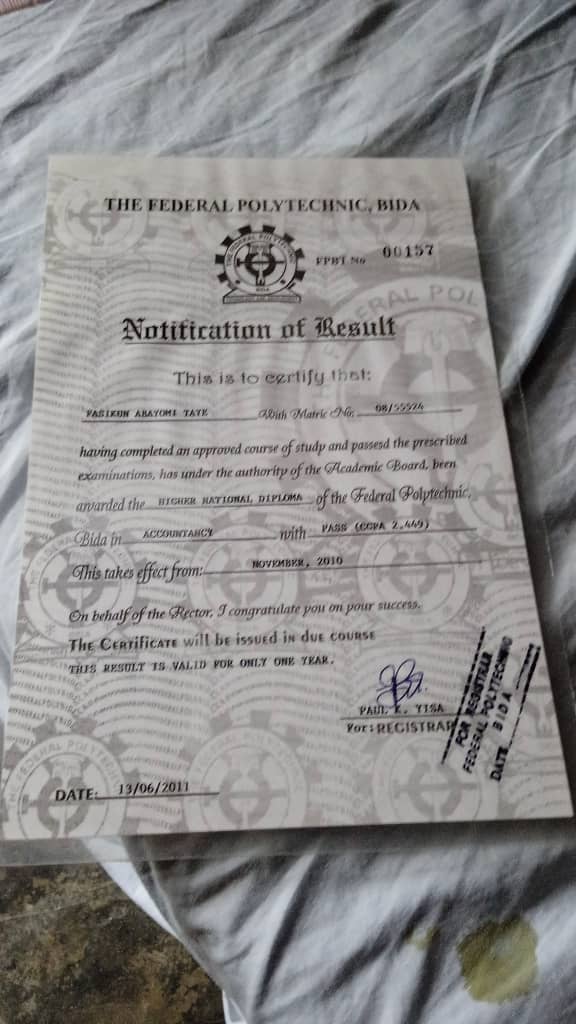 THE FEDERAL POLYTECHNIC, BIDA
FPBT No 00157
Notification of Result
This is to certify that:
FASIKUN ABAYOMI TAYE With Matric No. 08/55524
having completed an approved course of study and passesd the prescribed
examinations, has under the authority of the Academic Board, been
awarded the HIGHER NATIONAL DIPLOMA of the Federal Polytechnic,
Bida in ACCOUNTANCY with PASS (CGPA 2.449)
This takes effect from: NOVEMBER, 2010
On behalf of the Rector, I congratulate you on your success.
The Certificate will be issued in due course
THIS RESULT IS VALID FOR ONLY ONE YEAR.
PAUL K. YISA
For: REGISTRAR
FOR REGISTRAR
FEDERAL POLYTECHNIC
BIDA
DATE
DATE: 13/06/2011